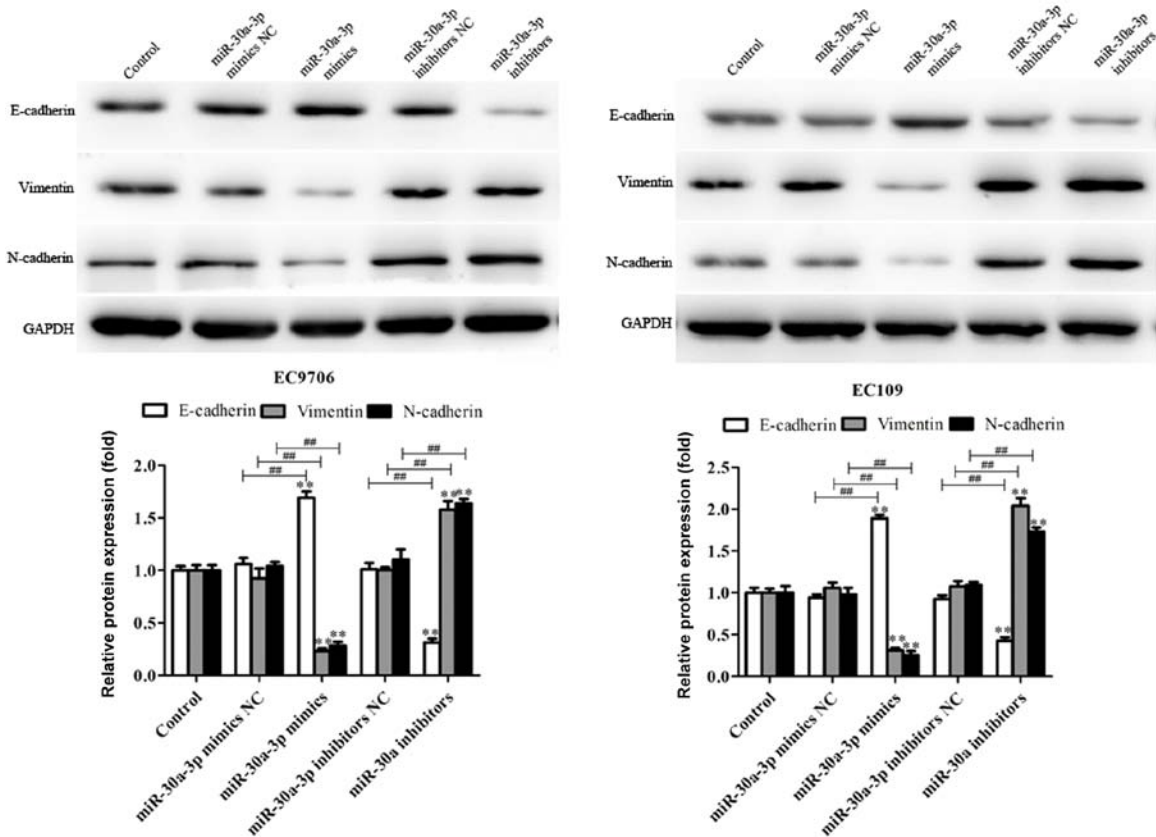 Control
miR-30a-3p
mimics NC
miR-30a-3p
mimics
miR-30a-3p
inhibitors NC
miR-30a-3p
inhibitors
E-cadherin
Vimentin
N-cadherin
GAPDH
EC9706
E-cadherin Vimentin N-cadherin
Relative protein expression (fold)
2.0
1.5
1.0
0.5
0.0
##
##
##
##
##
##
**
**
**
**
**
**
Control
miR-30a-3p mimics NC
miR-30a-3p mimics
miR-30a-3p inhibitors NC
miR-30a inhibitors
Control
miR-30a-3p
mimics NC
miR-30a-3p
mimics
miR-30a-3p
inhibitors NC
miR-30a-3p
inhibitors
E-cadherin
Vimentin
N-cadherin
GAPDH
EC109
E-cadherin Vimentin N-cadherin
Relative protein expression (fold)
2.5
2.0
1.5
1.0
0.5
0.0
##
##
##
##
##
##
**
**
**
**
**
**
Control
miR-30a-3p mimics NC
miR-30a-3p mimics
miR-30a-3p inhibitors NC
miR-30a inhibitors